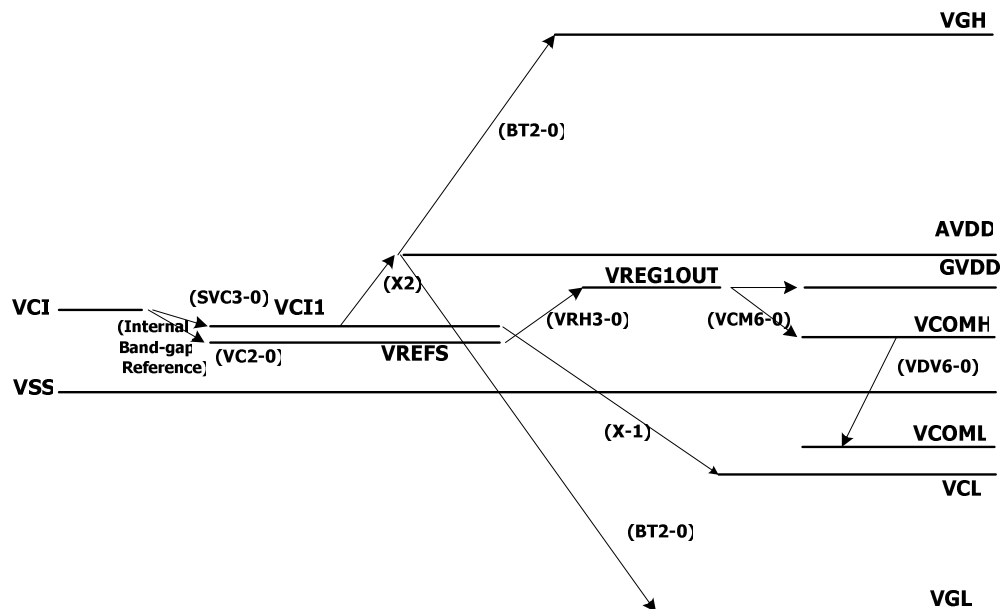 VGH
(BT2-0)
AVDD
(X2)
VREG1OUT
GVDD
(SVC3-0)
VCI1
VCI
(VRH3-0)
(VCM6-0)
VCOMH
(Internal
Band-gap
Reference)
(VC2-0)
VREFS
(VDV6-0)
VSS
(X-1)
VCOML
VCL
(BT2-0)
VGL